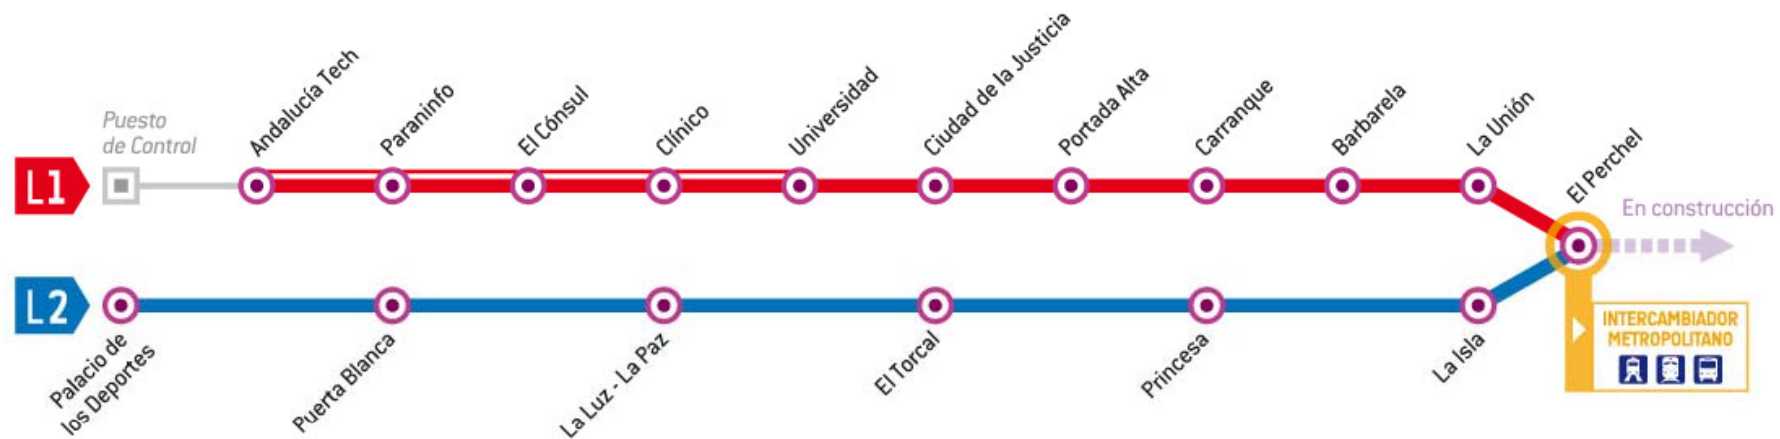 L1
Puesto
de Control
Andalucía Tech
Paraninfo
El Cónsul
Clínico
Universidad
Ciudad de la Justicia
Portada Alta
Carranque
Barbarela
La Unión
El Perchel
En construcción
L2
Palacio de
los Deportes
Puerta Blanca
La Luz - La Paz
El Torcal
Princesa
La Isla
INTERCAMBIADOR
METROPOLITANO